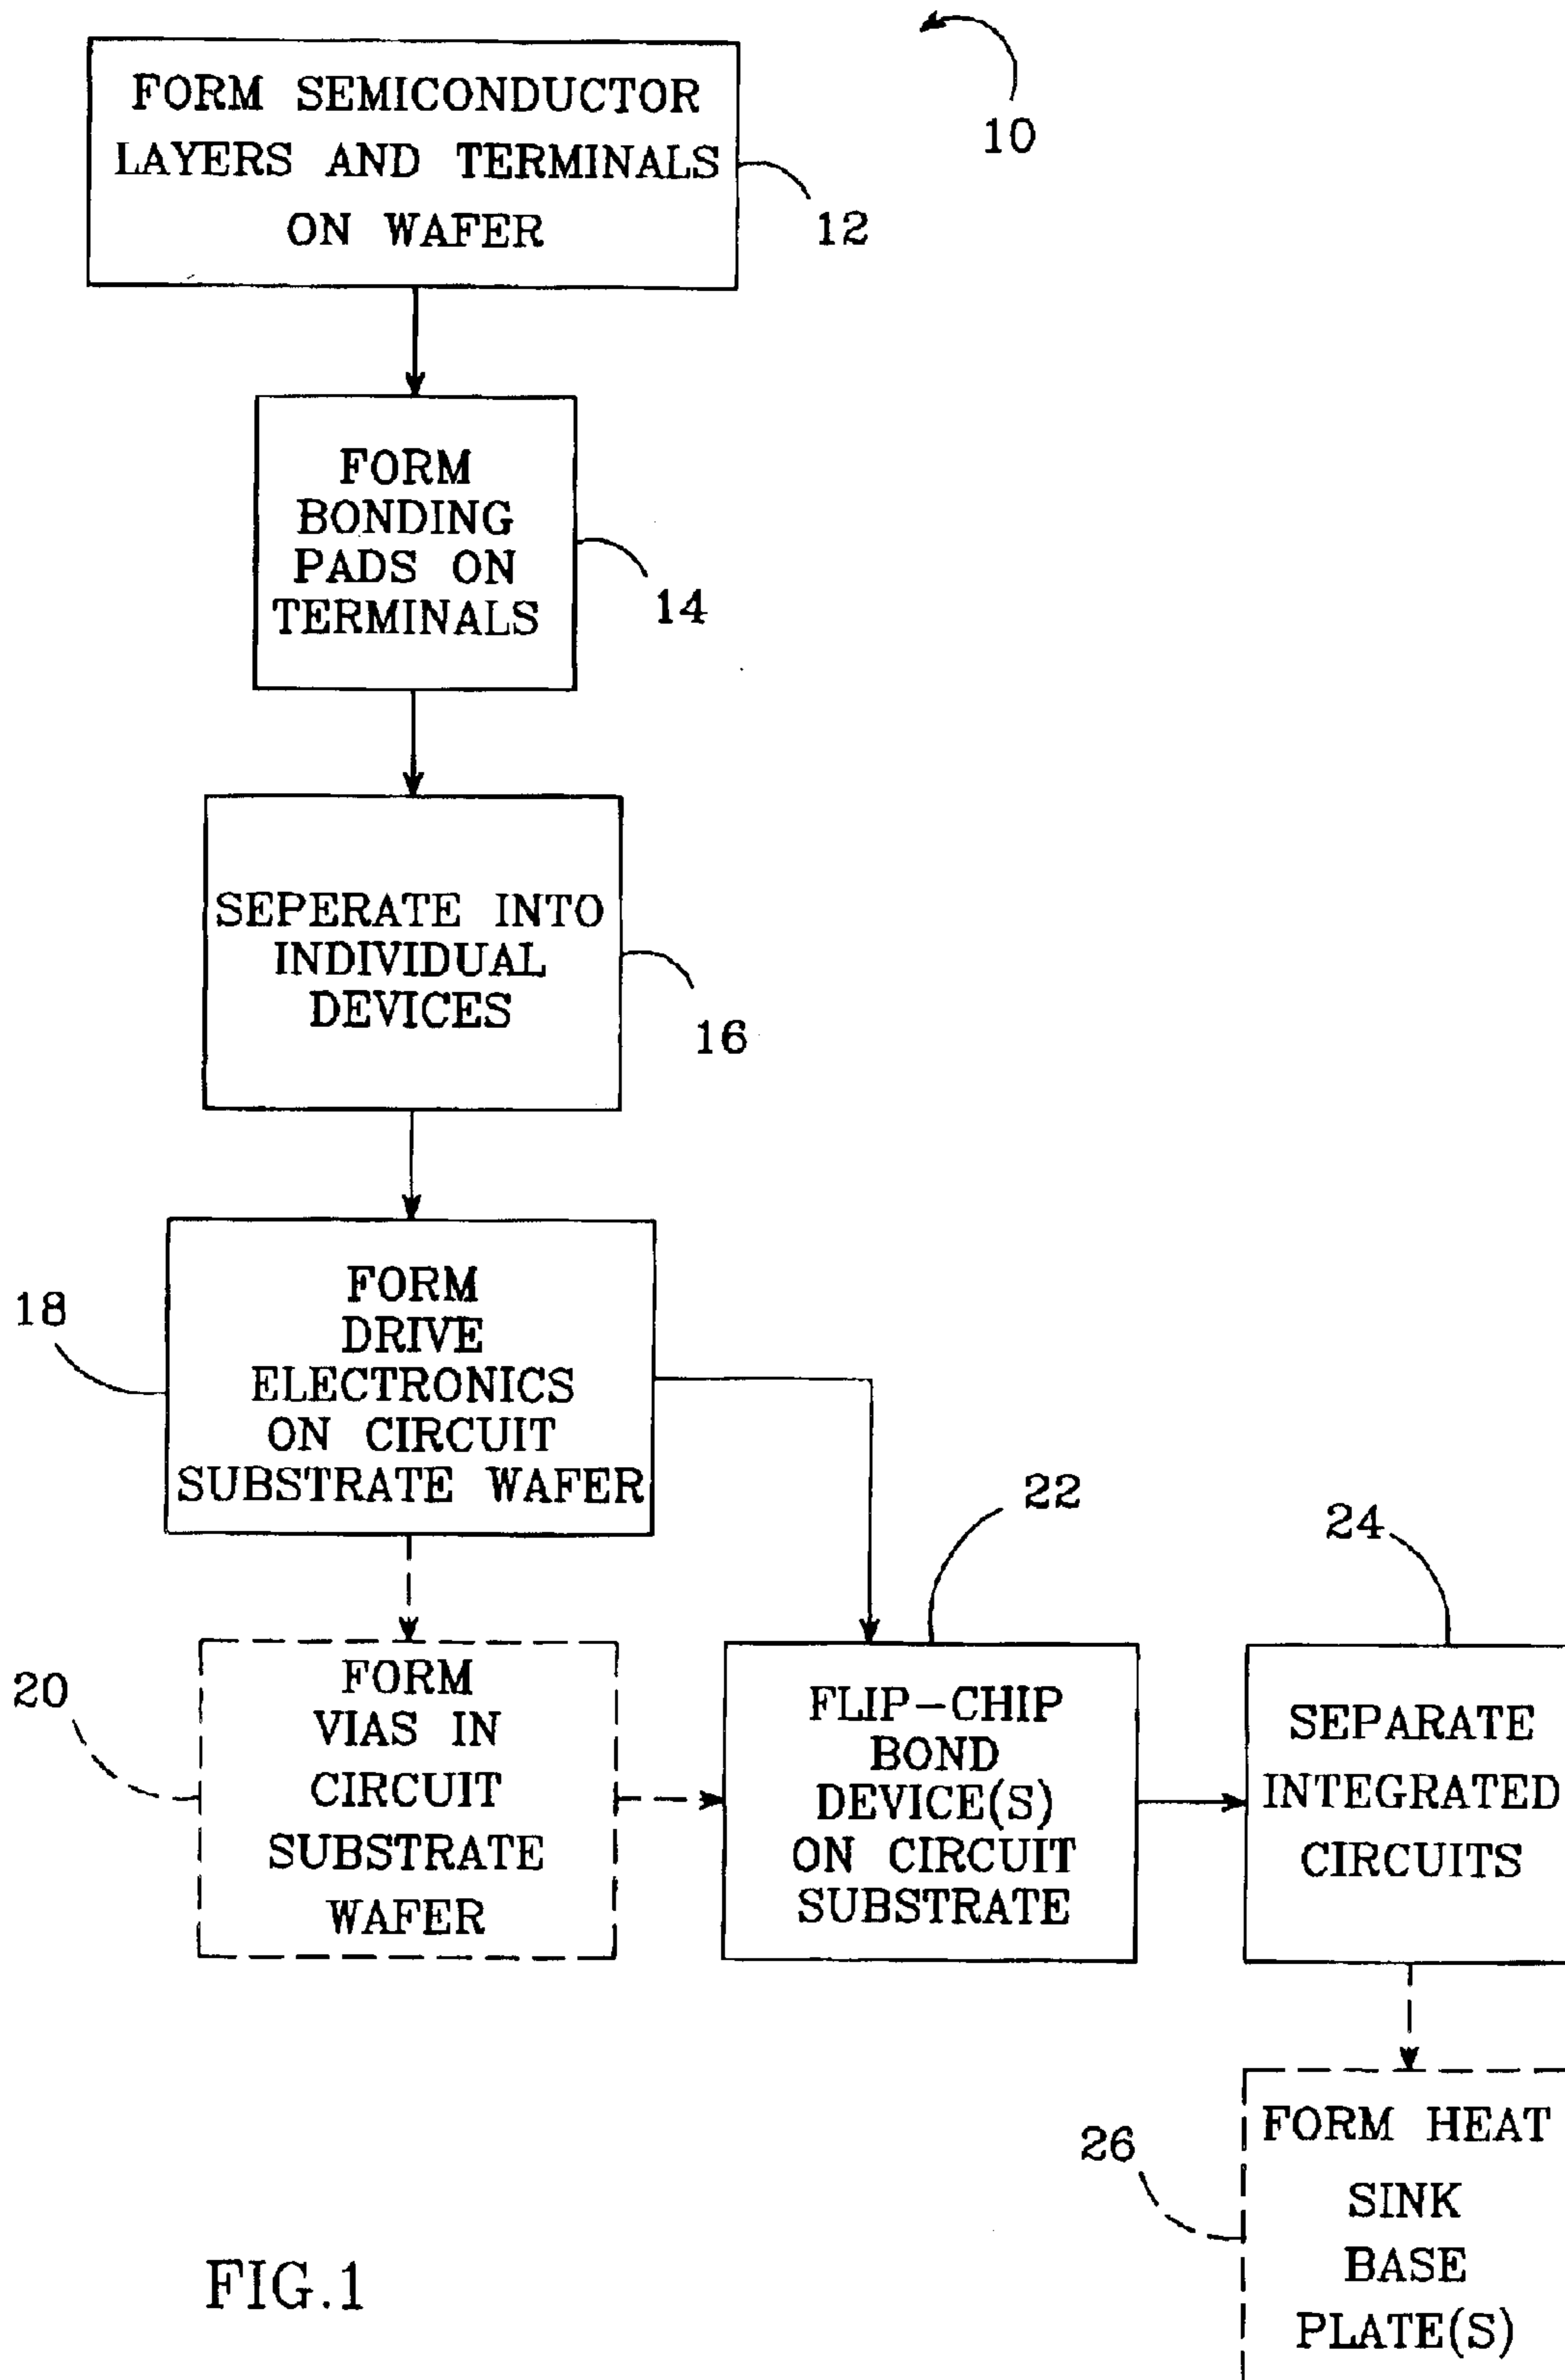 10
FORM SEMICONDUCTOR
LAYERS AND TERMINALS
ON WAFER
12
FORM
BONDING
PADS ON
TERMINALS
14
SEPERATE INTO
INDIVIDUAL
DEVICES
16
18
FORM
DRIVE
ELECTRONICS
ON CIRCUIT
SUBSTRATE WAFER
20
FORM
VIAS IN
CIRCUIT
SUBSTRATE
WAFER
22
FLIP-CHIP
BOND
DEVICE(S)
ON CIRCUIT
SUBSTRATE
24
SEPARATE
INTEGRATED
CIRCUITS
26
FORM HEAT
SINK
BASE
PLATE(S)
FIG.1